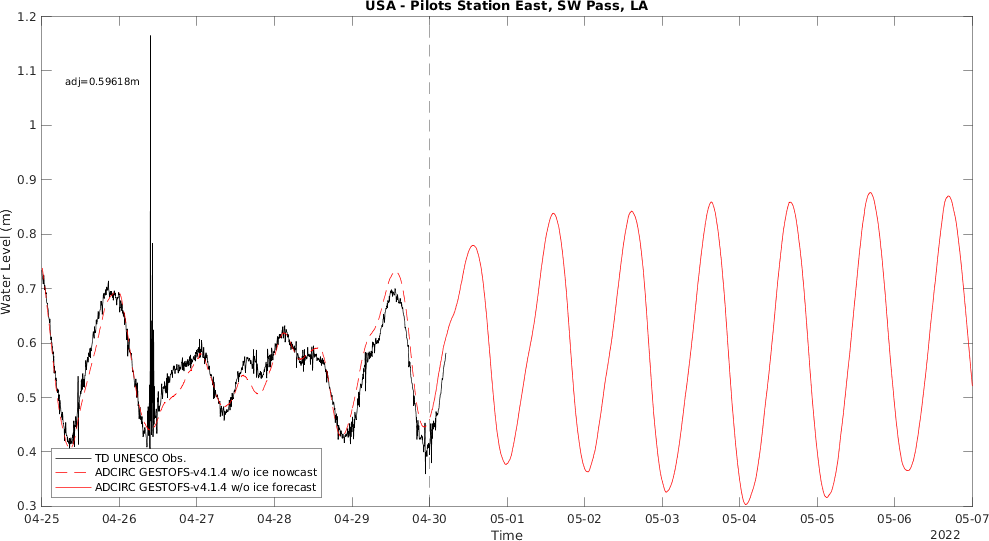 USA - Pilots Station East, SW Pass, LA
1.2
1.1
adj=0.59618m
1
0.9
0.8
0.7
0.6
0.5
0.4
0.3
Water Level (m)
TD UNESCO Obs.
ADCIRC GESTOFS-v4.1.4 w/o ice nowcast
ADCIRC GESTOFS-v4.1.4 w/o ice forecast
04-25 04-26 04-27 04-28 04-29 04-30 05-01 05-02 05-03 05-04 05-05 05-06 05-07
Time
2022